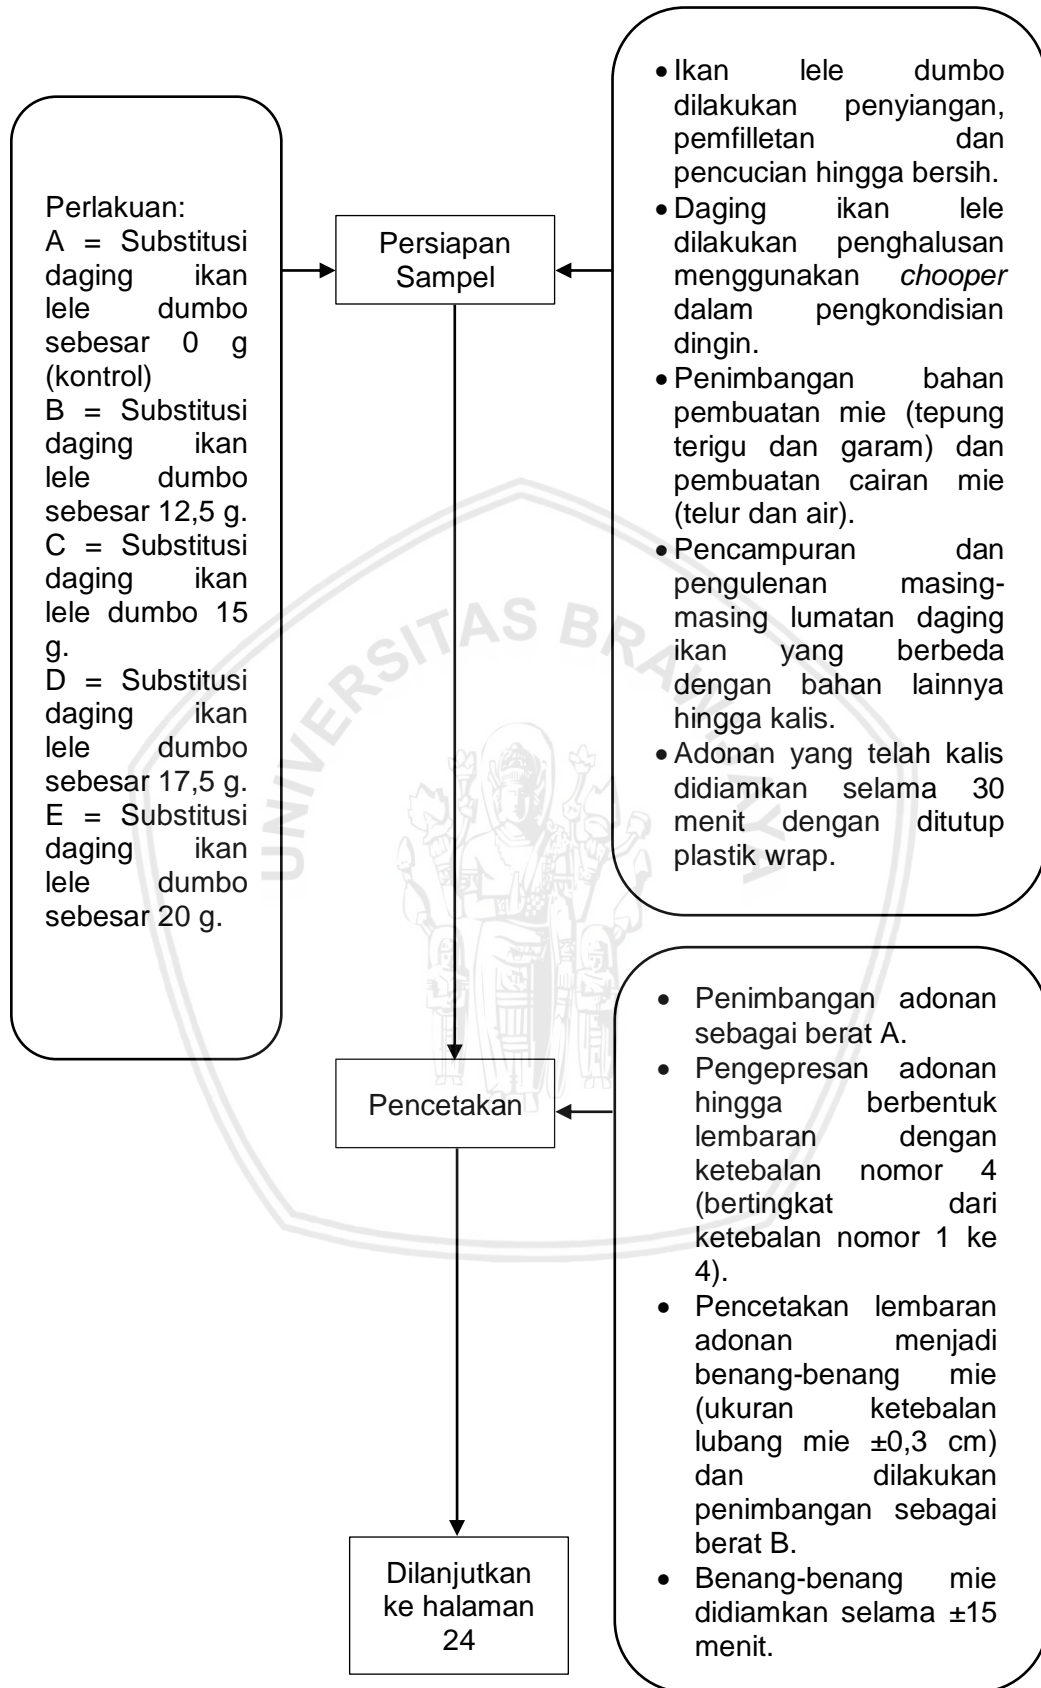 Perlakuan:
A = Substitusi
daging ikan
lele dumbo
sebesar 0 g
(kontrol)
B = Substitusi
daging ikan
lele dumbo
sebesar 12,5 g.
C = Substitusi
daging ikan
lele dumbo 15
g.
D = Substitusi
daging ikan
lele dumbo
sebesar 17,5 g.
E = Substitusi
daging ikan
lele dumbo
sebesar 20 g.
Persiapan
Sampel
• Ikan lele dumbo
dilakukan penyiangan,
pemfilletan dan
pencucian hingga bersih.
• Daging ikan lele
dilakukan penghalusan
menggunakan chooper
dalam pengkondisian
dingin.
• Penimbangan bahan
pembuatan mie (tepung
terigu dan garam) dan
pembuatan cairan mie
(telur dan air).
• Pencampuran dan
pengulenan masing-
masing lumatan daging
ikan yang berbeda
dengan bahan lainnya
hingga kalis.
• Adonan yang telah kalis
didiamkan selama 30
menit dengan ditutup
plastik wrap.
Pencetakan
• Penimbangan adonan
sebagai berat A.
• Pengepresan adonan
hingga berbentuk
lembaran dengan
ketebalan nomor 4
(bertingkat dari
ketebalan nomor 1 ke
4).
• Pencetakan lembaran
adonan menjadi
benang-benang mie
(ukuran ketebalan
lubang mie ±0,3 cm)
dan dilakukan
penimbangan sebagai
berat B.
• Benang-benang mie
didiamkan selama ±15
menit.
Dilanjutkan
ke halaman
24
UNIVERSITAS BRAWIJAYA